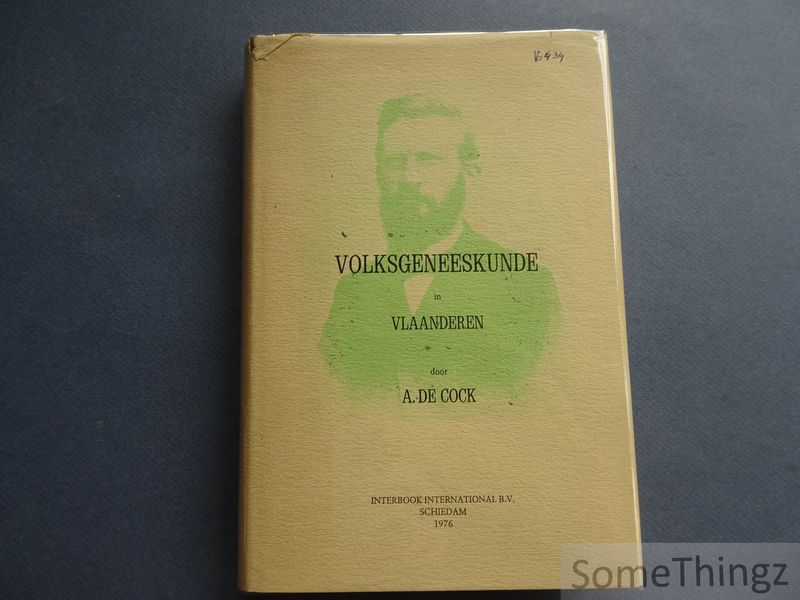 VOLKSGENEESKUNDE
in
VLAANDEREN
door
A. DE COCK
INTERBOOK INTERNATIONAL B.V.
SCHIEDAM
1976
SomeThingz